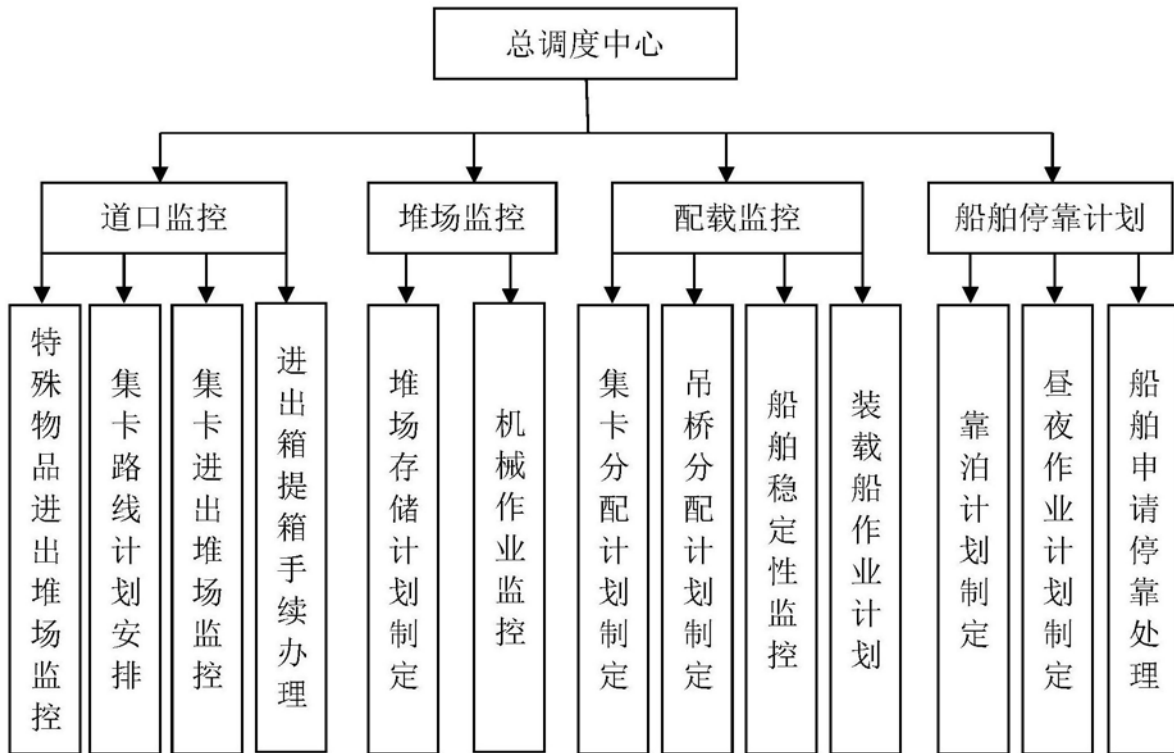 总调度中心
道口监控
堆场监控
配载监控
船舶停靠计划
特殊物品进出堆场监控
集卡路线计划安排
集卡进出堆场监控
进出箱提箱手续办理
堆场存储计划制定
机械作业监控
集卡分配计划制定
吊桥分配计划制定
船舶稳定性监控
装载船作业计划
靠泊计划制定
昼夜作业计划制定
船舶申请停靠处理